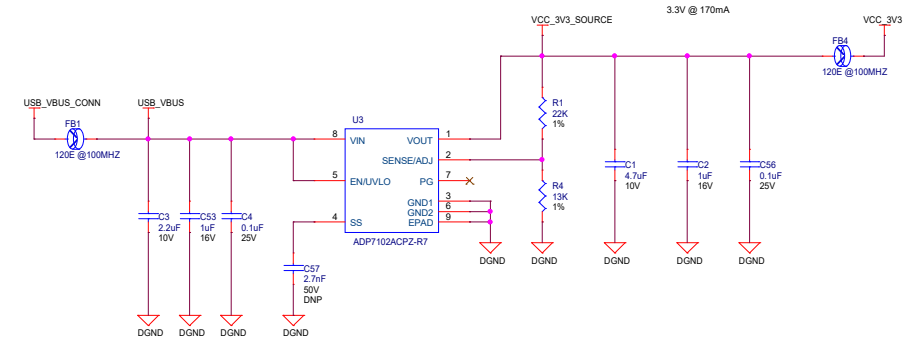 3.3V @ 170mA
VCC_3V3_SOURCE
VCC_3V3
FB4
120E @100MHZ
USB_VBUS_CONN
USB_VBUS
FB1
120E @100MHZ
U3
8
VIN
VOUT
1
SENSE/ADJ
2
5
EN/UVLO
PG
7
GND1
3
GND2
6
4
SS
EPAD
9
ADP7102ACPZ-R7
R1
22K
1%
R4
13K
1%
C1
4.7uF
10V
C2
1uF
16V
C56
0.1uF
25V
C3
2.2uF
10V
C53
1uF
16V
C4
0.1uF
25V
C57
2.7nF
50V
DNP
DGND
DGND
DGND
DGND
DGND
DGND
DGND
DGND
DGND